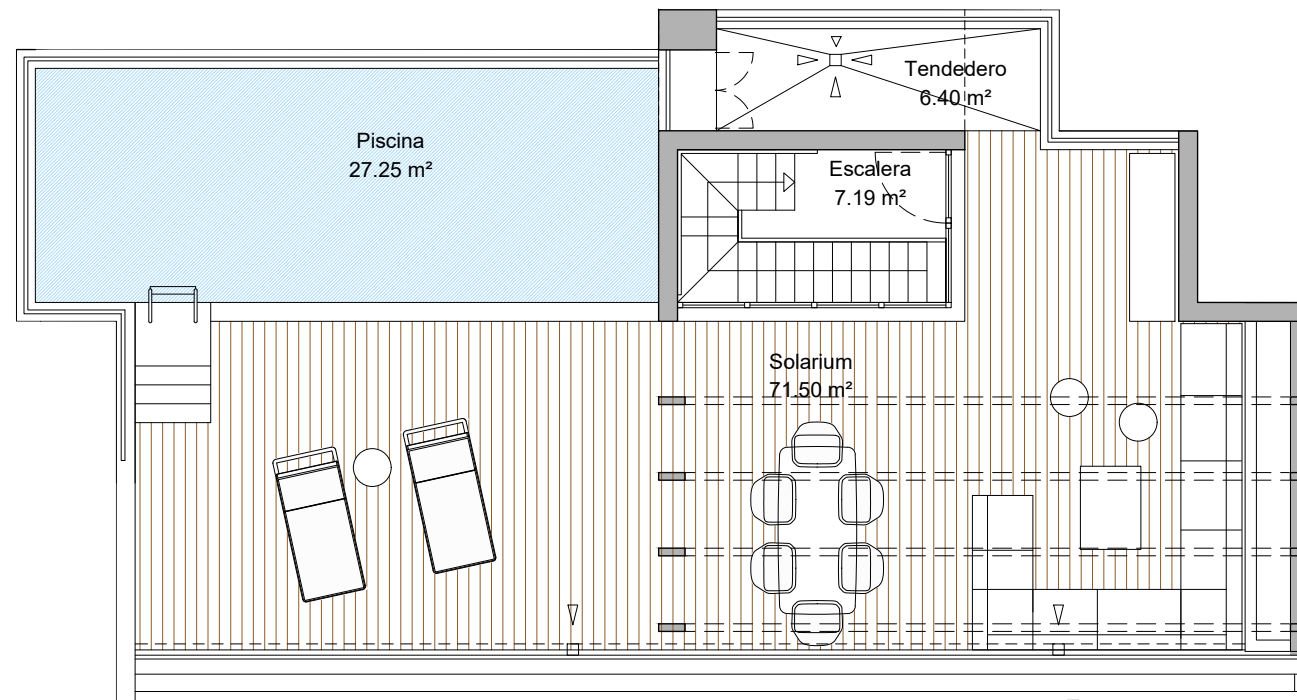 Tendedero
6.40 m²
Piscina
27.25 m²
Escalera
7.19 m²
Solarium
71.50 m²